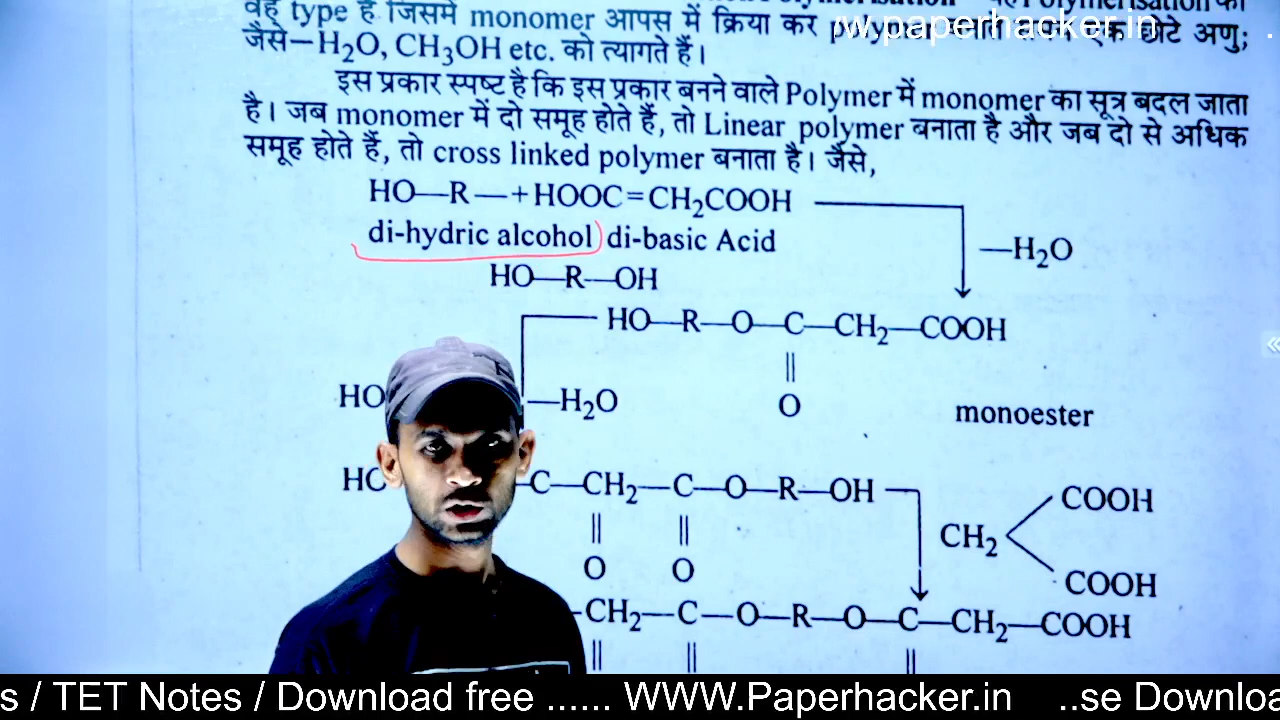 वह type है जिसमें monomer आपस में क्रिया कर
w.paperhacker.in
छोटे अणु;
जैसे—H₂O, CH₃OH etc. को त्यागते हैं।
इस प्रकार स्पष्ट है कि इस प्रकार बनने वाले Polymer में monomer का सूत्र बदल जाता
है। जब monomer में दो समूह होते हैं, तो Linear polymer बनाता है और जब दो से अधिक
समूह होते हैं, तो cross linked polymer बनाता है। जैसे,
HO—R—+HOOC=CH₂COOH
di-hydric alcohol di-basic Acid
—H₂O
HO—R—OH
HO—R—O—C—CH₂—COOH
||
O
HO
—H₂O
monoester
HO
—C—CH₂—C—O—R—OH
|| ||
O O
CH₂
COOH
COOH
—CH₂—C—O—R—O—C—CH₂—COOH
|| || ||
s / TET Notes / Download free ...... WWW.Paperhacker.in ..se Downloa